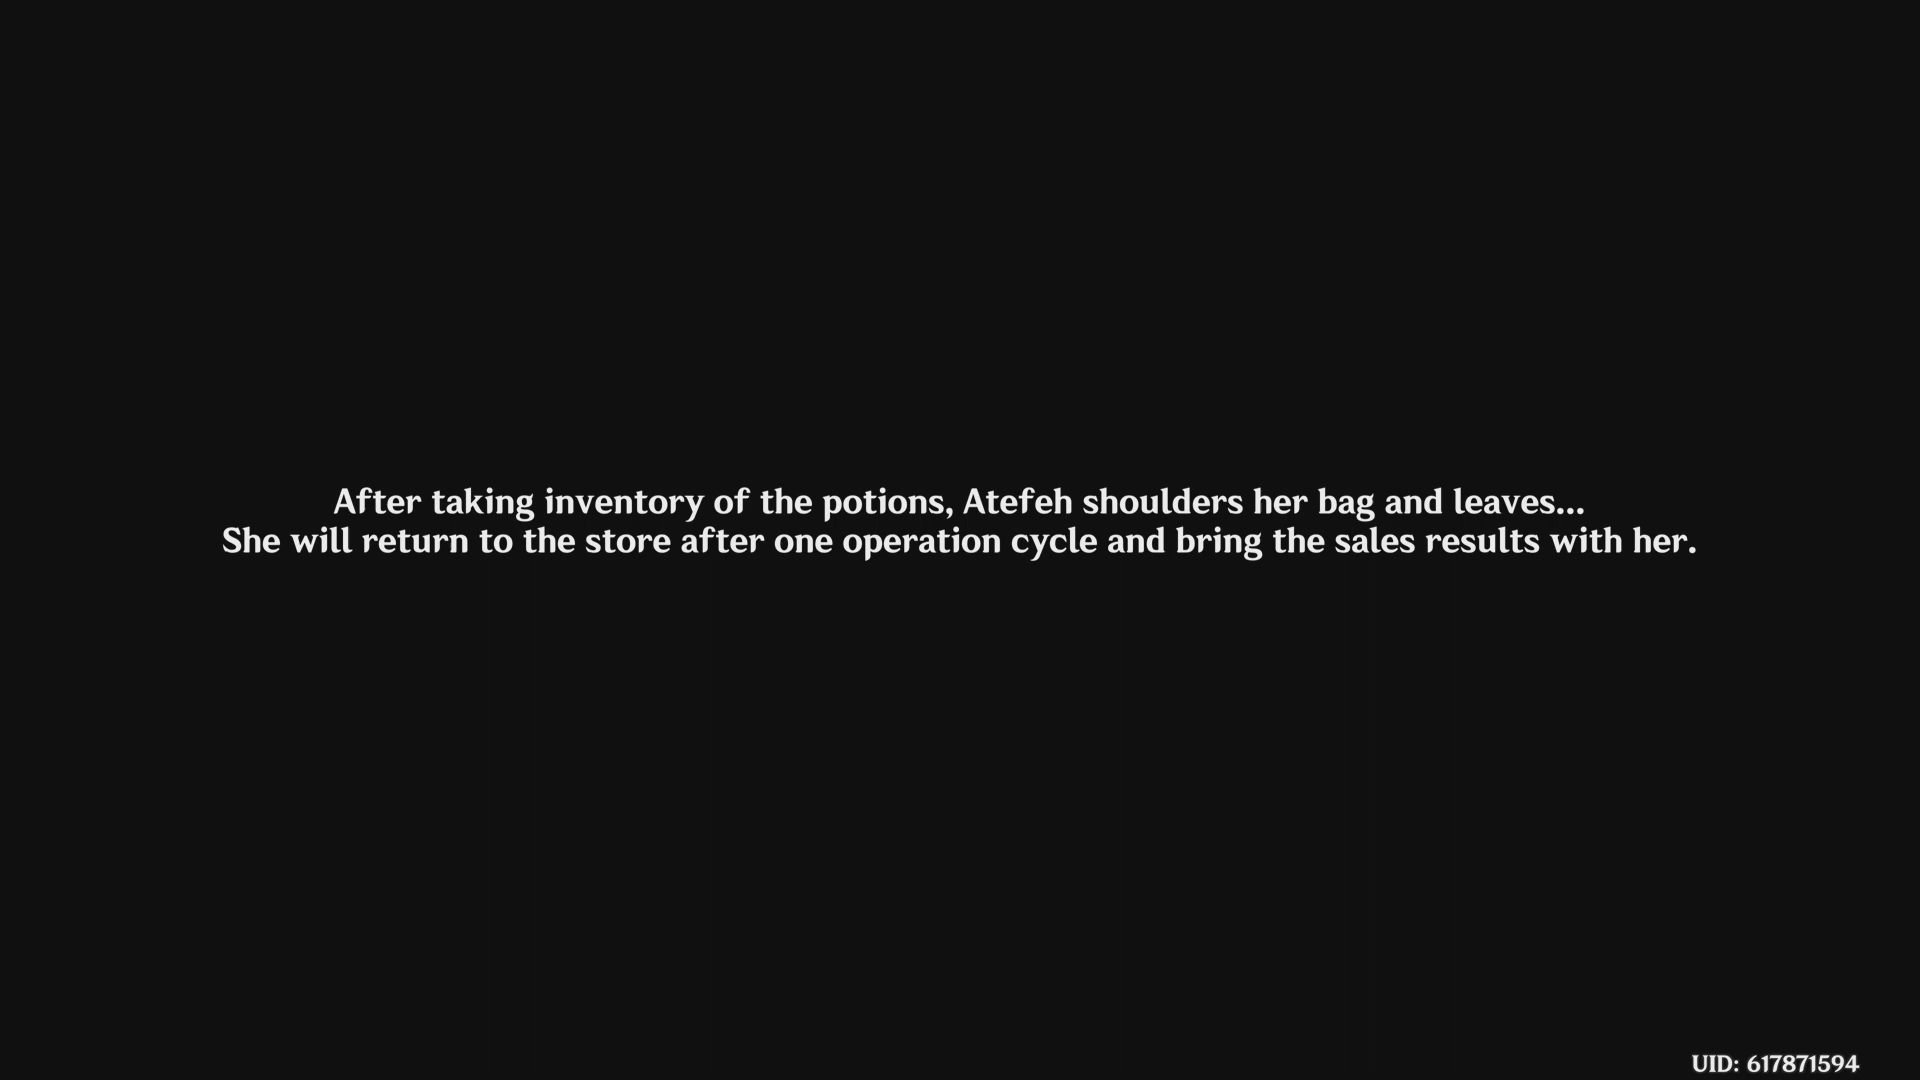 After taking inventory of the potions, Atefeh shoulders her bag and leaves...
She will return to the store after one operation cycle and bring the sales results with her.
UID: 617871594